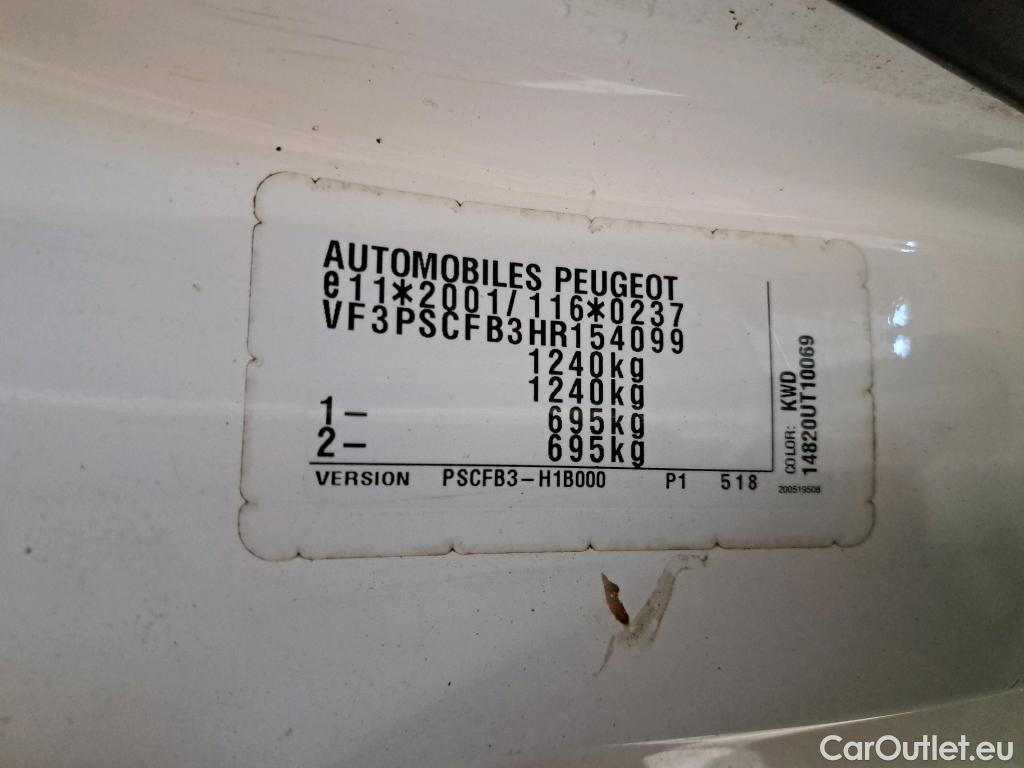 AUTOMOBILES PEUGEOT
e11*2001/116*0237
VF3PSCFB3HR154099
1240kg
1240kg
1- 695kg
2- 695kg
VERSION PSCFB3-H1B000 P1 518
COLOR: KWD
14820UT10069
200519508
CarOutlet.eu